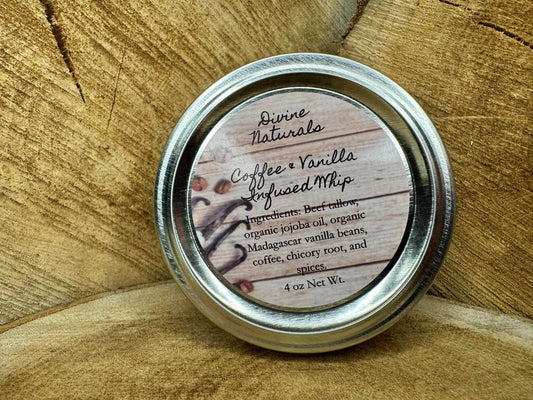 Divine
Naturals
Coffee & Vanilla
Infused Whip
Ingredients: Beef tallow,
organic jojoba oil, organic
Madagascar vanilla beans,
coffee, chicory root, and
spices.
4 oz Net Wt.